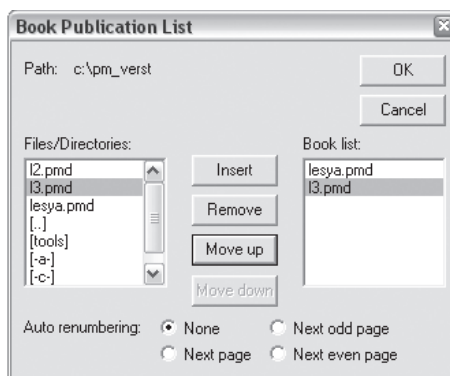 Book Publication List
Path: c:\pm_verst
OK
Cancel
Files/Directories:
Book list:
l2.pmd
l3.pmd
lesya.pmd
[..]
[tools]
[-a-]
[-c-]
Insert
Remove
Move up
Move down
lesya.pmd
l3.pmd
Auto renumbering: None Next odd page
Next page Next even page